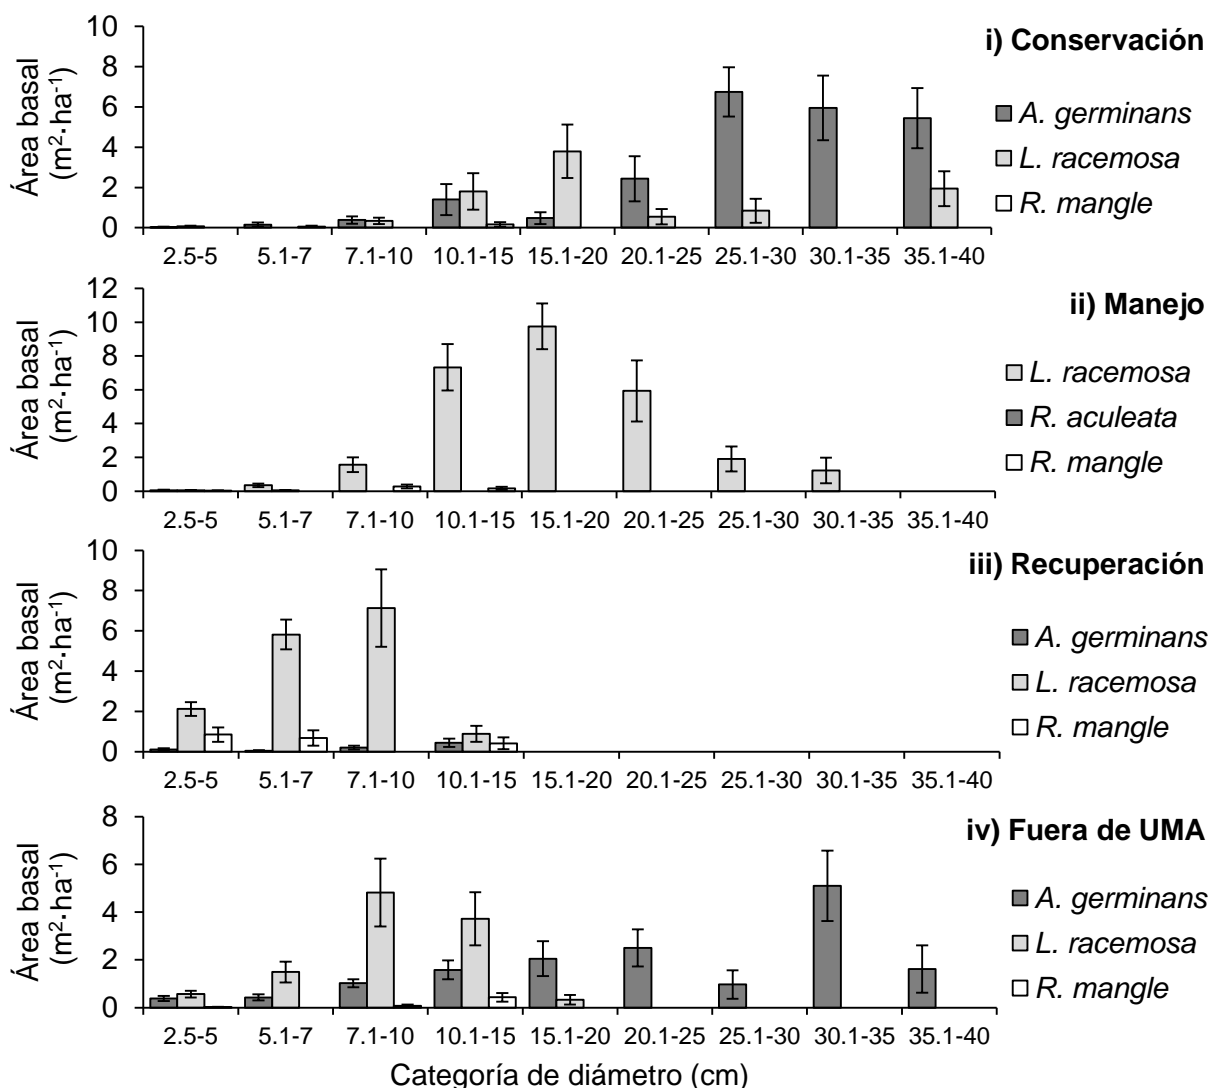 i) Conservación
Área basal
(m²·ha⁻¹)
10
8
6
4
2
0
A. germinans
L. racemosa
R. mangle
2.5-5 5.1-7 7.1-10 10.1-15 15.1-20 20.1-25 25.1-30 30.1-35 35.1-40
ii) Manejo
Área basal
(m²·ha⁻¹)
12
10
8
6
4
2
0
L. racemosa
R. aculeata
R. mangle
2.5-5 5.1-7 7.1-10 10.1-15 15.1-20 20.1-25 25.1-30 30.1-35 35.1-40
iii) Recuperación
Área basal
(m²·ha⁻¹)
10
8
6
4
2
0
A. germinans
L. racemosa
R. mangle
2.5-5 5.1-7 7.1-10 10.1-15 15.1-20 20.1-25 25.1-30 30.1-35 35.1-40
iv) Fuera de UMA
Área basal
(m²·ha⁻¹)
8
6
4
2
0
A. germinans
L. racemosa
R. mangle
2.5-5 5.1-7 7.1-10 10.1-15 15.1-20 20.1-25 25.1-30 30.1-35 35.1-40
Categoría de diámetro (cm)